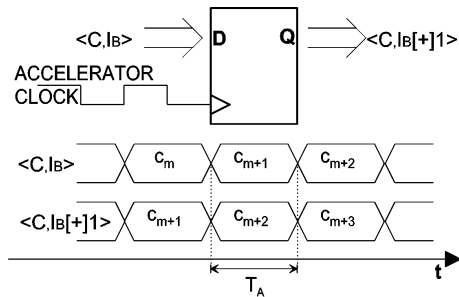 <C,IB> D Q <C,IB[+]1>
ACCELERATOR
CLOCK
<C,IB> cm cm+1 cm+2
<C,IB[+]1> cm+1 cm+2 cm+3
t
TA